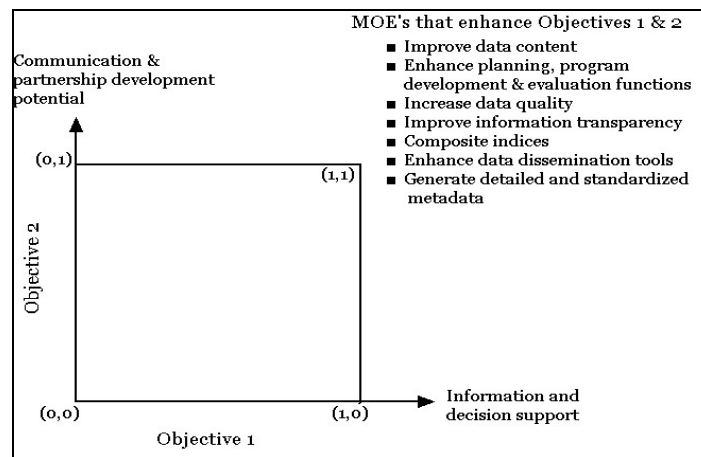 MOE's that enhance Objectives 1 & 2
■ Improve data content
■ Enhance planning, program
development & evaluation functions
■ Increase data quality
■ Improve information transparency
■ Composite indices
■ Enhance data dissemination tools
■ Generate detailed and standardized
metadata
Communication &
partnership development
potential
(0,1)
(1,1)
Objective 2
(0,0)
(1,0)
Information and
decision support
Objective 1